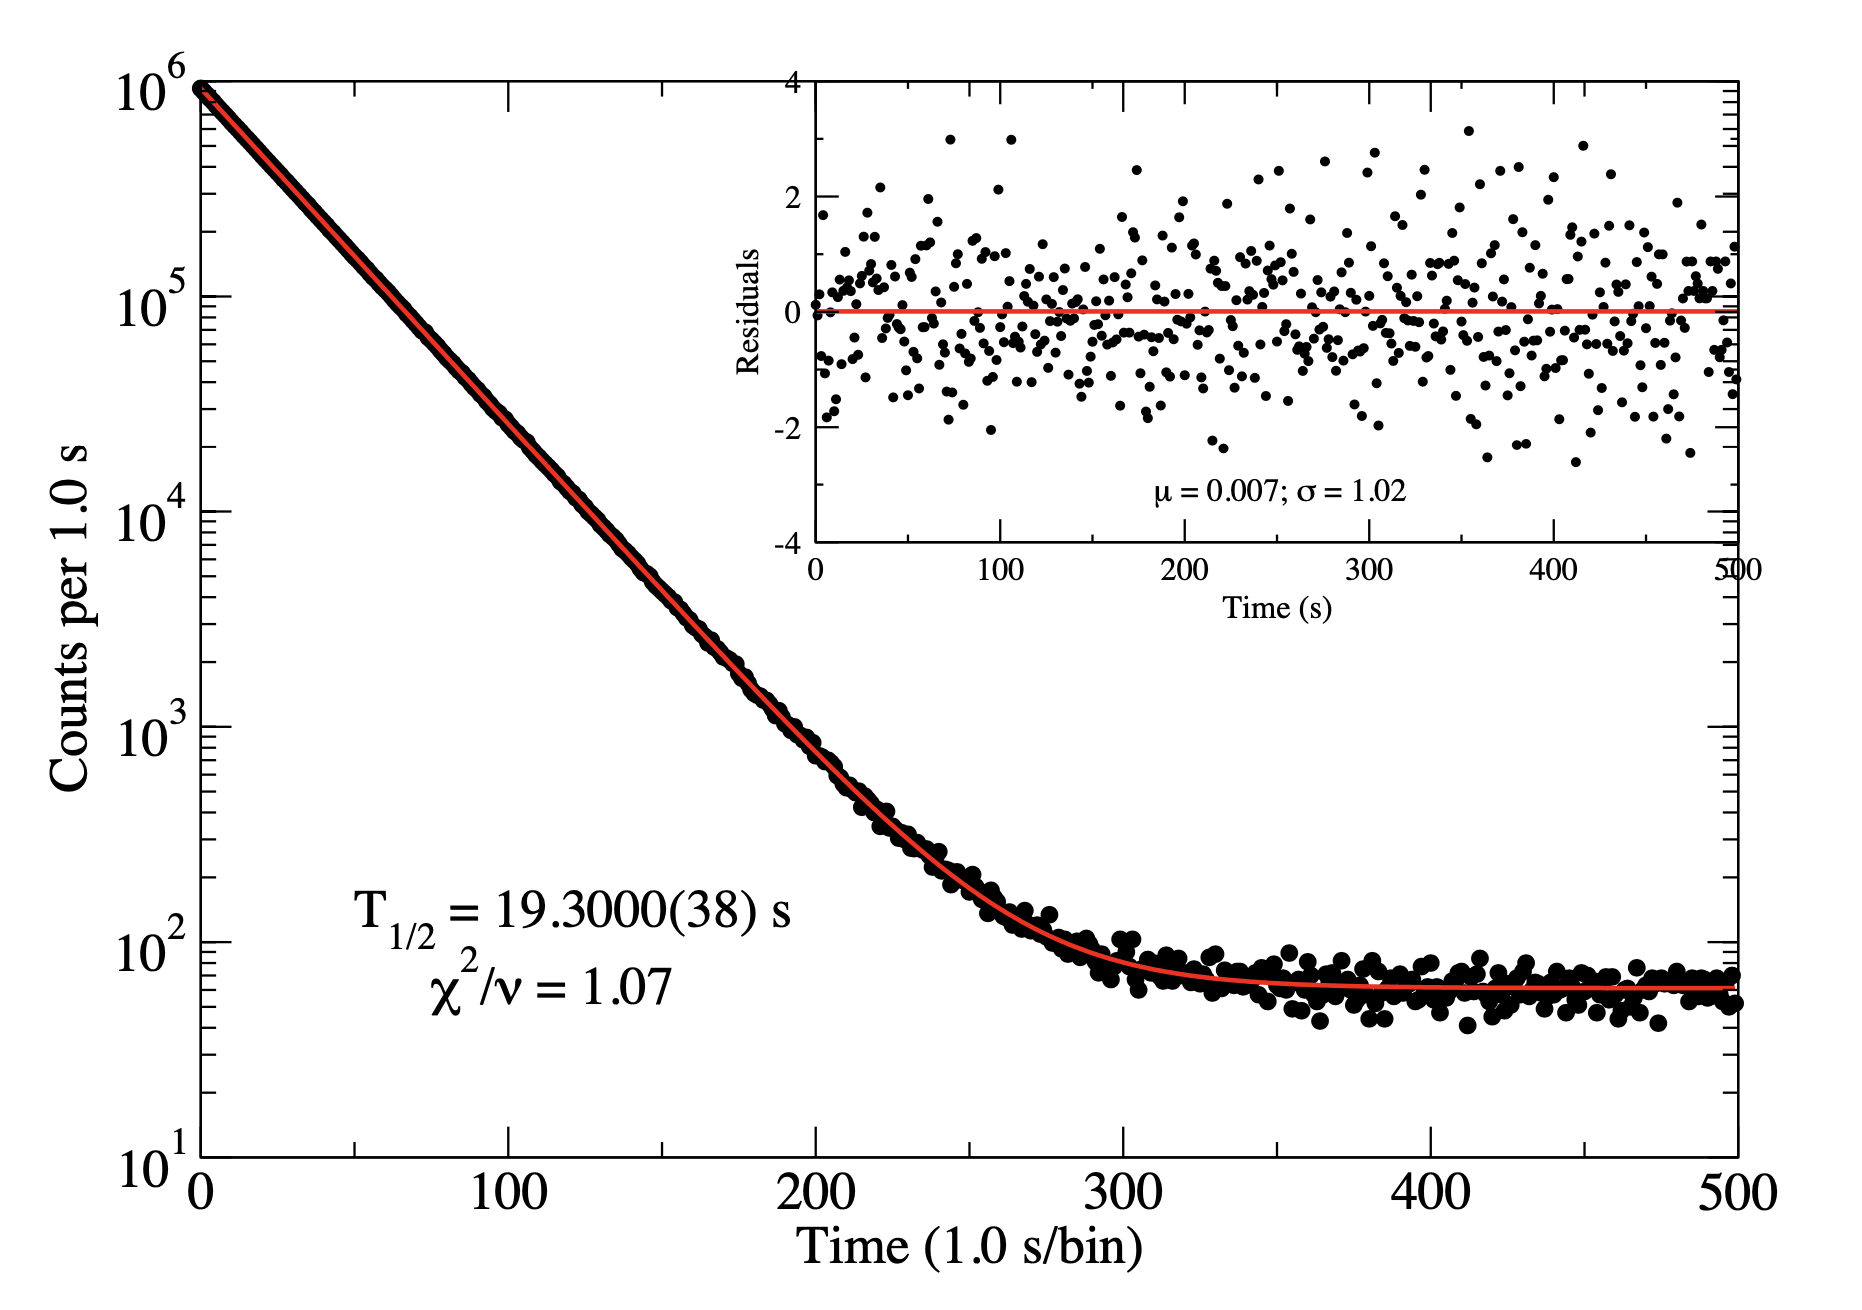 10^6
10^5
10^4
10^3
10^2
10^1
Counts per 1.0 s
0 100 200 300 400 500
Time (1.0 s/bin)
T_{1/2} = 19.3000(38) s
χ^2/ν = 1.07
4
2
0
-2
-4
Residuals
μ = 0.007; σ = 1.02
0 100 200 300 400 500
Time (s)